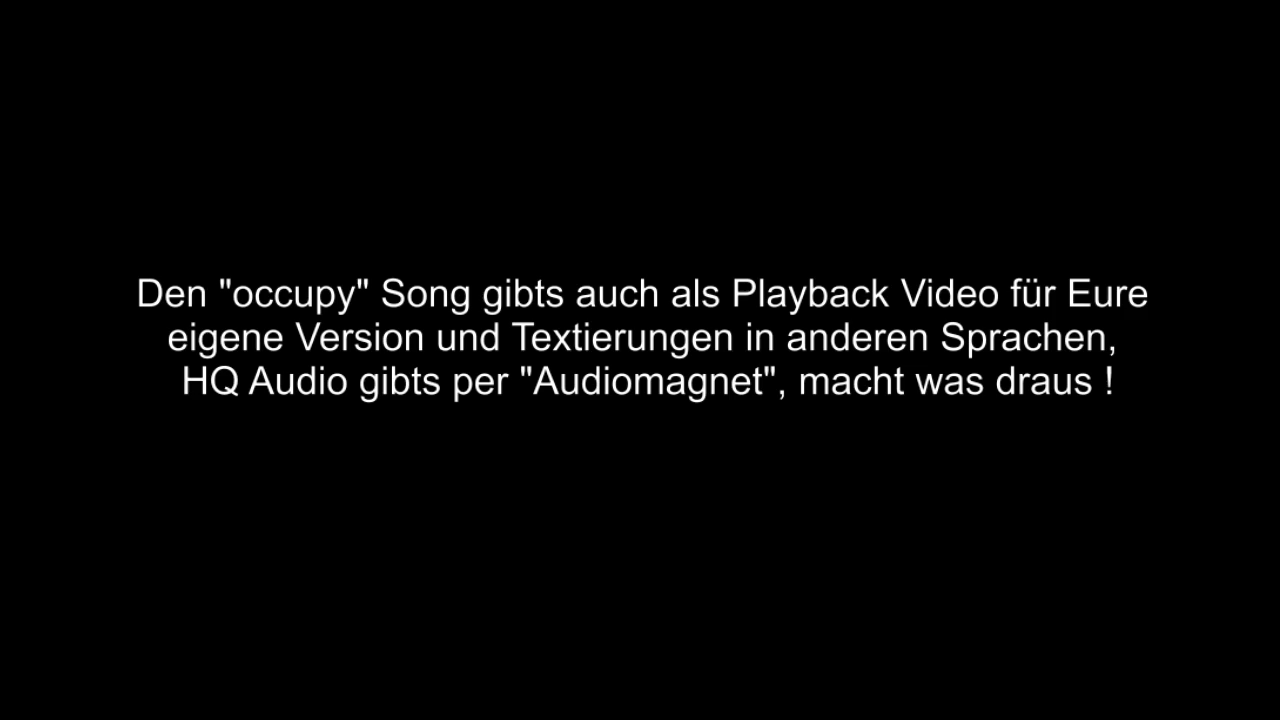 Den "occupy" Song gibts auch als Playback Video für Eure
eigene Version und Textierungen in anderen Sprachen,
HQ Audio gibts per "Audiomagnet", macht was draus !